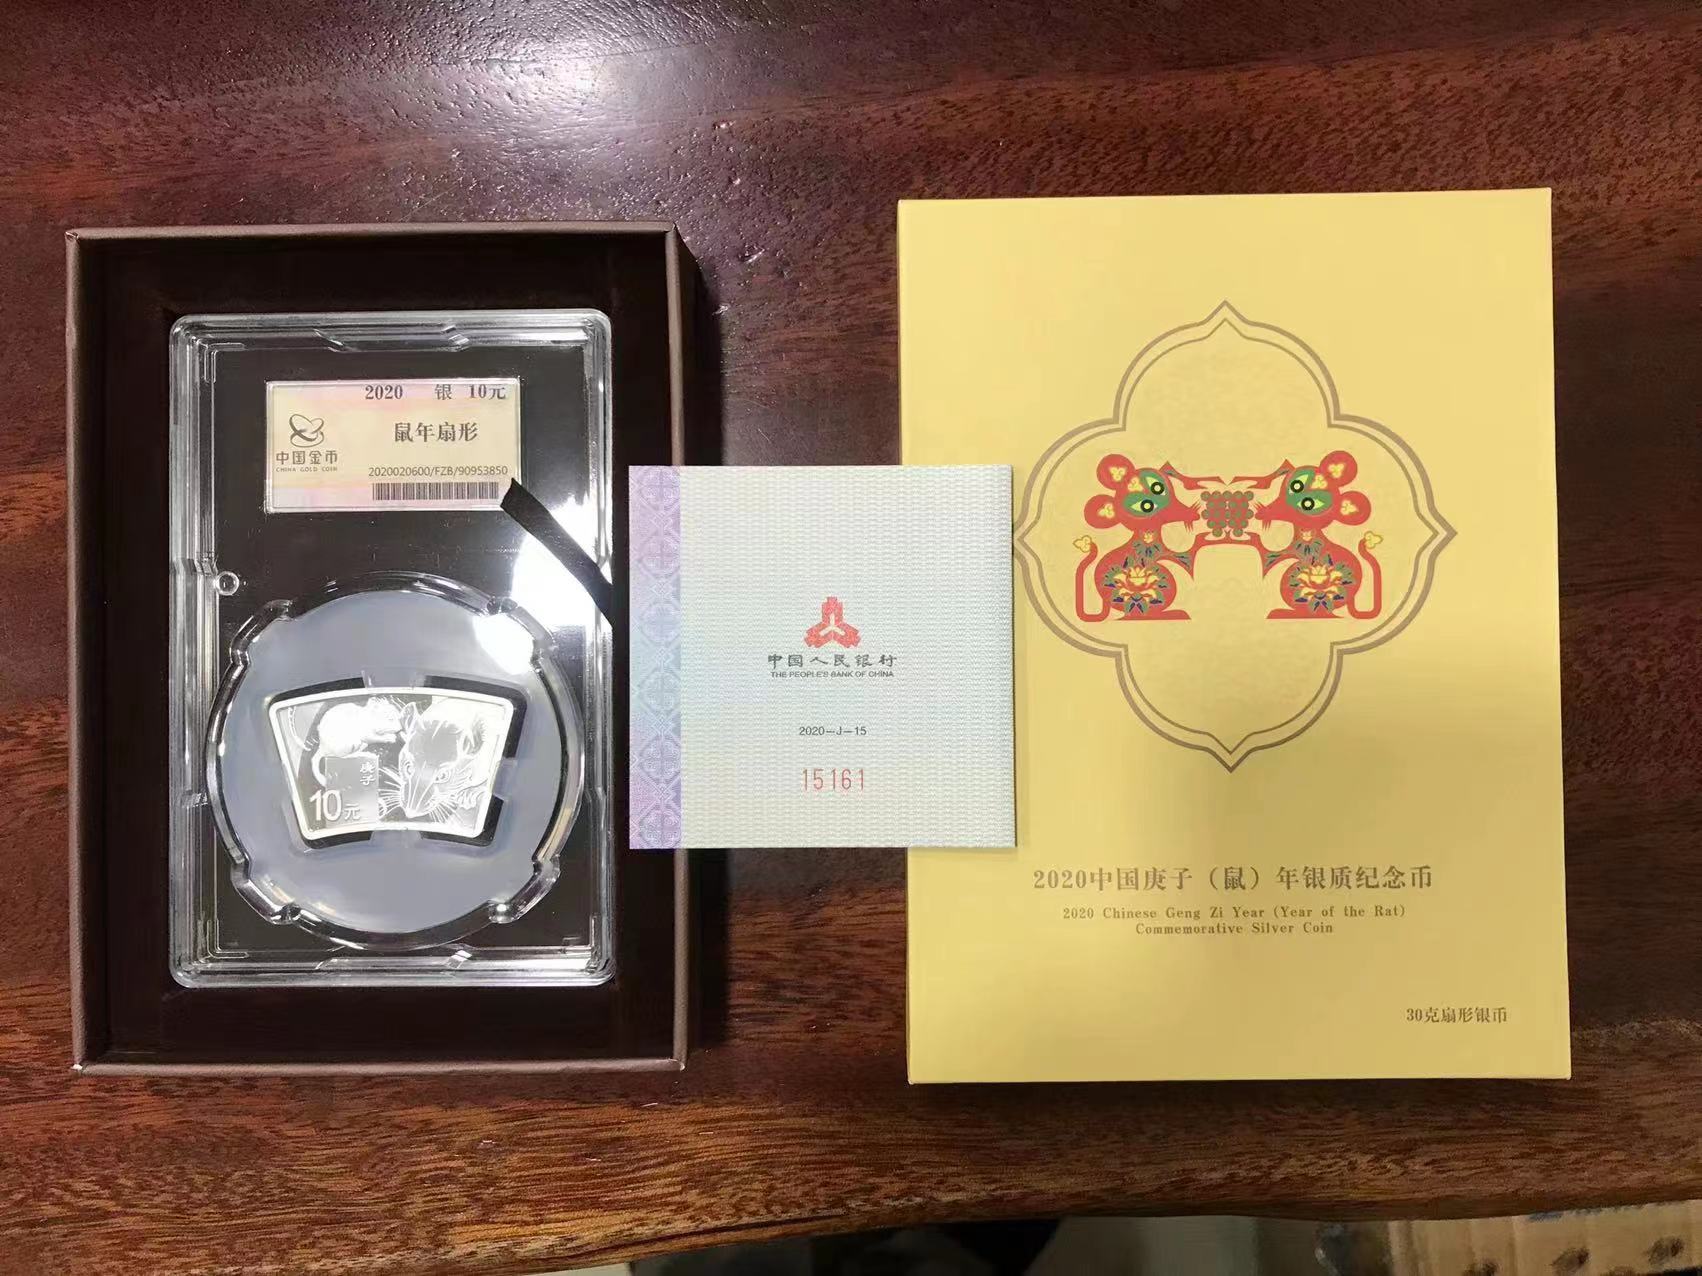 2020 银 10元
鼠年扇形
中国金币
CHINA GOLD COIN
2020020600/FZB/90953850
庚子
10元
中国人民银行
THE PEOPLE'S BANK OF CHINA
2020-J-15
15161
2020中国庚子（鼠）年银质纪念币
2020 Chinese Geng Zi Year (Year of the Rat)
Commemorative Silver Coin
30克扇形银币